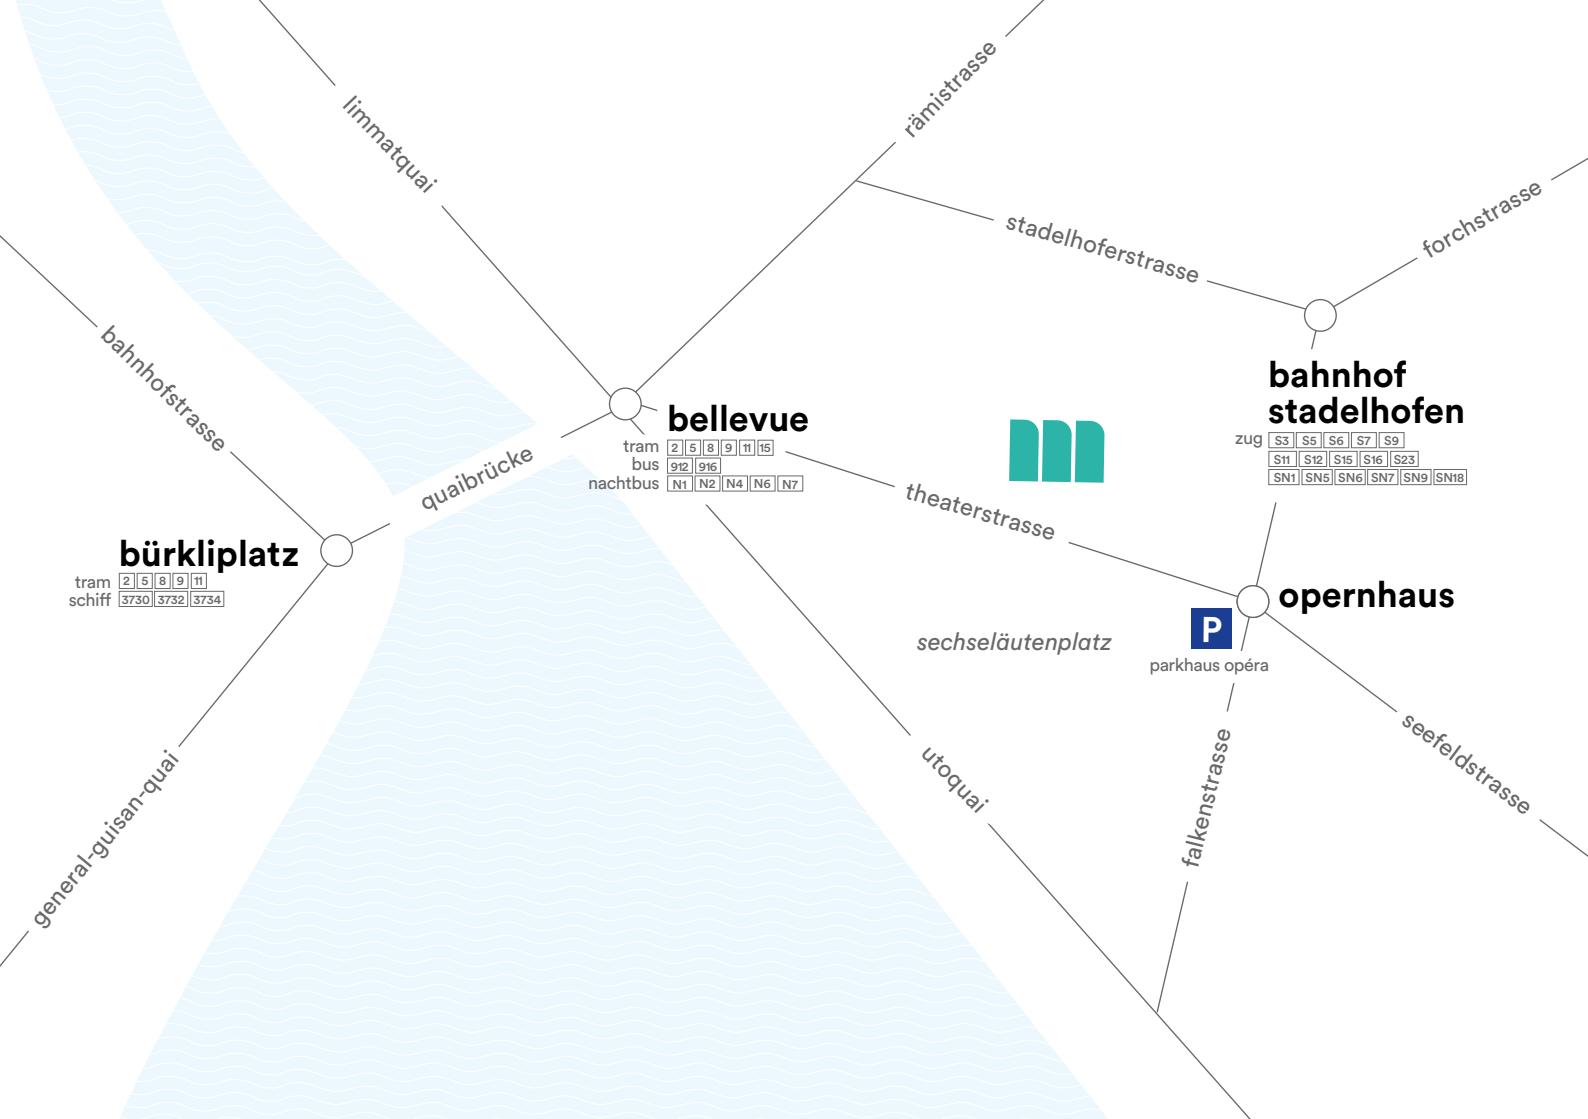 rämistrasse
limmatquai
stadelhoferstrasse
forchstrasse
bahnhofstrasse
bahnhof
stadelhofen
zug S3 S5 S6 S7 S9
S11 S12 S15 S16 S23
SN1 SN5 SN6 SN7 SN9 SN18
bellevue
tram 2 5 8 9 11 15
bus 912 916
nachtbus N1 N2 N4 N6 N7
quaibrücke
theaterstrasse
bürkliplatz
tram 2 5 8 9 11
schiff 3730 3732 3734
opernhaus
P
parkhaus opéra
sechseläutenplatz
utoquai
falkenstrasse
seefeldstrasse
general-guisan-quai